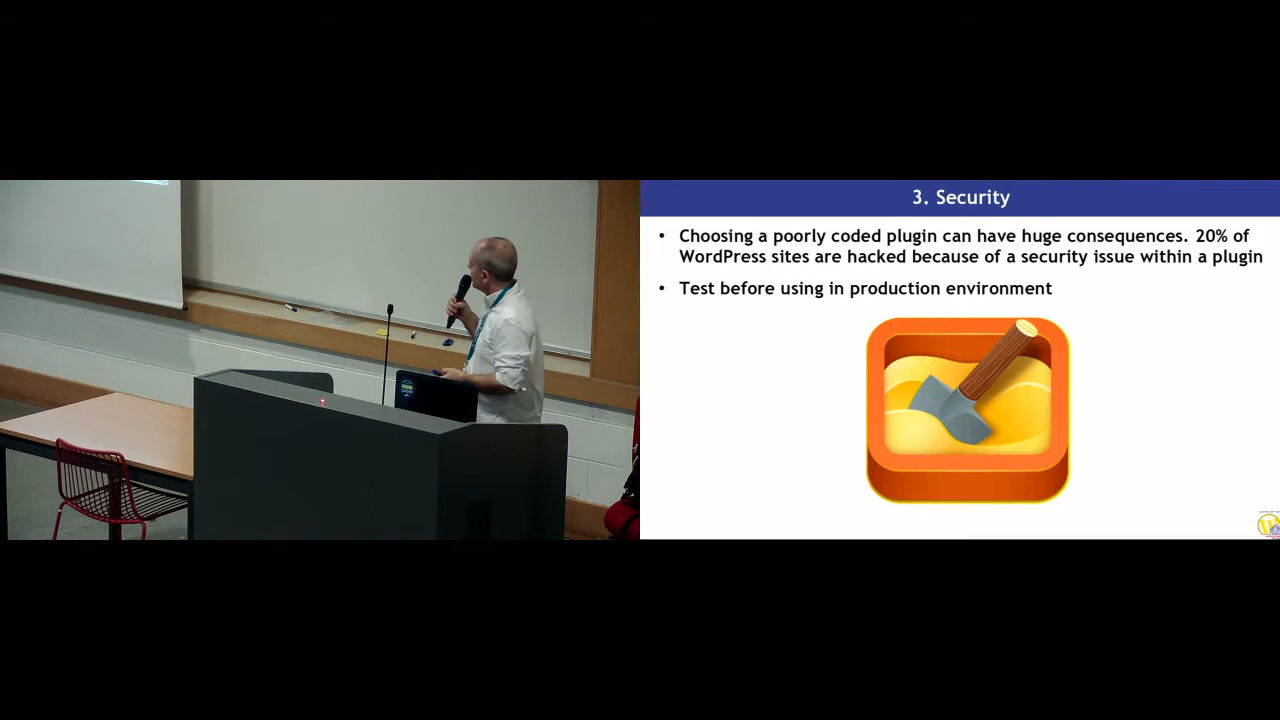 3. Security
• Choosing a poorly coded plugin can have huge consequences. 20% of
WordPress sites are hacked because of a security issue within a plugin
• Test before using in production environment